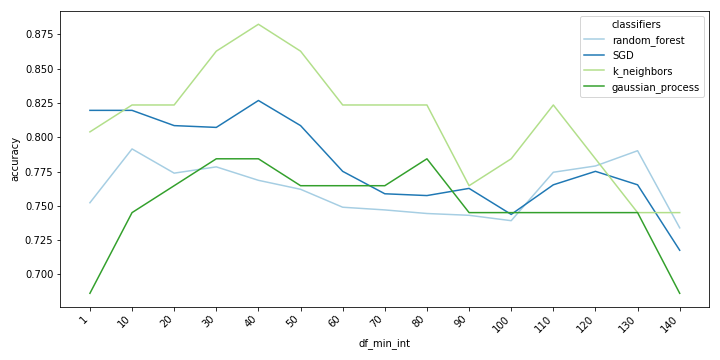 classifiers
random_forest
SGD
k_neighbors
gaussian_process
accuracy
0.875
0.850
0.825
0.800
0.775
0.750
0.725
0.700
1 10 20 30 40 50 60 70 80 90 100 110 120 130 140
df_min_int